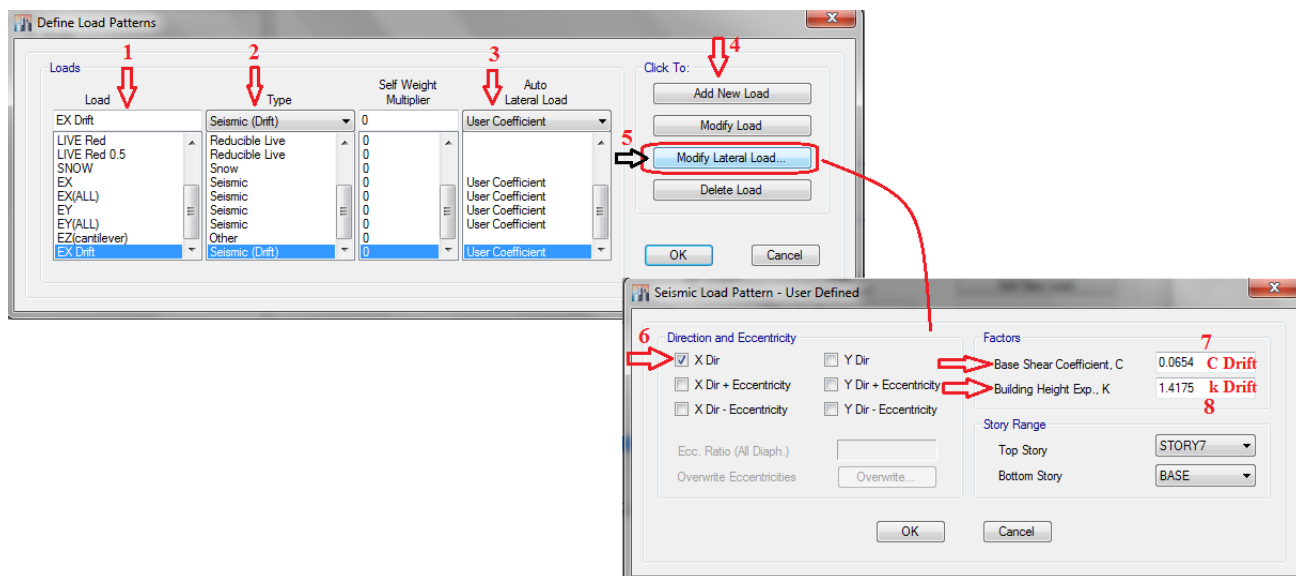 Define Load Patterns
1
2
3
4
Loads
Click To:
Load
Type
Self Weight
Multiplier
Auto
Lateral Load
EX Drift
Seismic (Drift)
0
User Coefficient
Add New Load
LIVE Red
Reducible Live
0
Modify Load
LIVE Red 0.5
Reducible Live
0
5
SNOW
Snow
0
Modify Lateral Load...
EX
Seismic
0
User Coefficient
EX(ALL)
Seismic
0
User Coefficient
Delete Load
EY
Seismic
0
User Coefficient
EY(ALL)
Seismic
0
User Coefficient
EZ(cantilever)
Other
0
EX Drift
Seismic (Drift)
0
User Coefficient
OK
Cancel
Seismic Load Pattern - User Defined
6
Direction and Eccentricity
X Dir
Y Dir
X Dir + Eccentricity
Y Dir + Eccentricity
X Dir - Eccentricity
Y Dir - Eccentricity
Ecc. Ratio (All Diaph.)
Overwrite Eccentricities
Overwrite...
Factors
7
Base Shear Coefficient, C
0.0654 C Drift
Building Height Exp., K
1.4175 k Drift
8
Story Range
Top Story
STORY7
Bottom Story
BASE
OK
Cancel